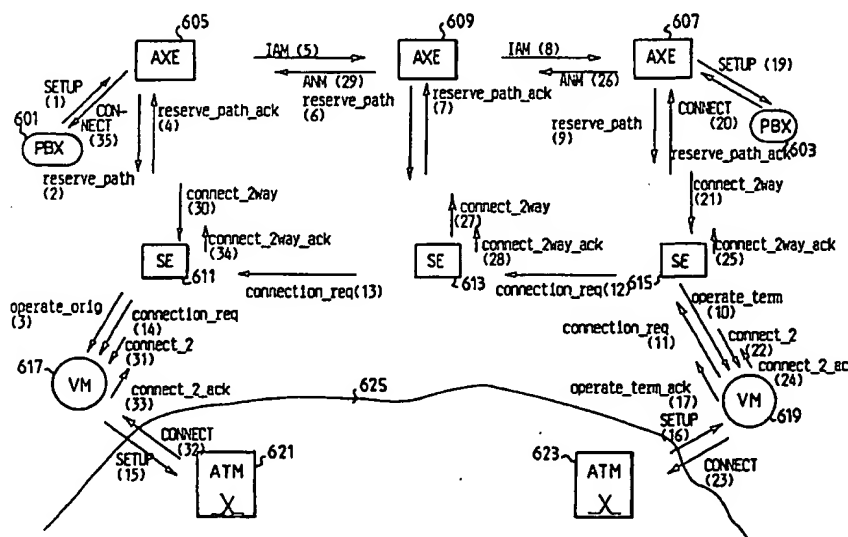 605
609
607
AXE
IAM (5)
AXE
IAM (8)
AXE
SETUP (19)
SETUP
(1)
ANM (29)
ANM (26)
CON-
NECT
(35)
reserve_path_ack
(4)
reserve_path
(6)
reserve_path_ack
(7)
reserve_path
(9)
CONNECT
(20)
601
PBX
PBX
603
reserve_path
(2)
reserve_path_ack
connect_2way
(30)
connect_2way
(27)
connect_2way
(21)
connect_2way_ack
(34)
connect_2way_ack
(28)
connect_2way_ack
(25)
SE
611
SE
613
615
SE
connection_req(13)
connection_req(12)
operate_orig
(3)
connection_req
(14)
connect_2
(31)
operate_term
(10)
connection_req
(11)
connect_2
(22)
connect_2_ac
(24)
617
VM
connect_2_ack
(33)
625
operate_term_ack
(17)
VM
619
CONNECT
(32)
SETUP
(15)
SETUP
(16)
CONNECT
(23)
ATM
621
623
ATM